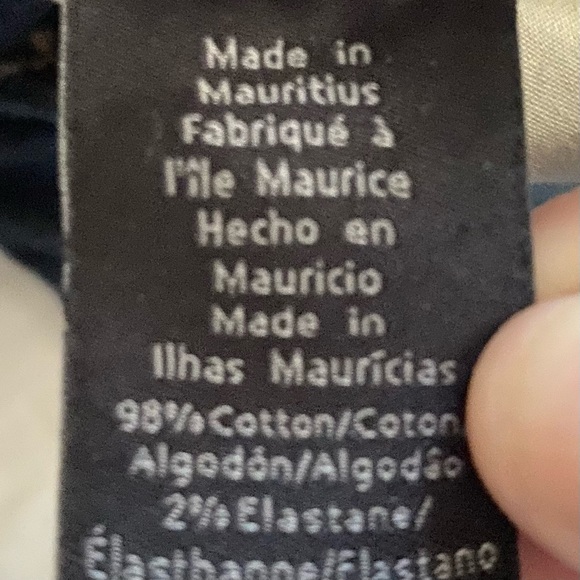 Made in
Mauritius
Fabriqué à
l'île Maurice
Hecho en
Mauricio
Made in
Ilhas Maurícias
98% Cotton/Coton
Algodón/Algodão
2% Elastane/
Élasthanne/Elastano